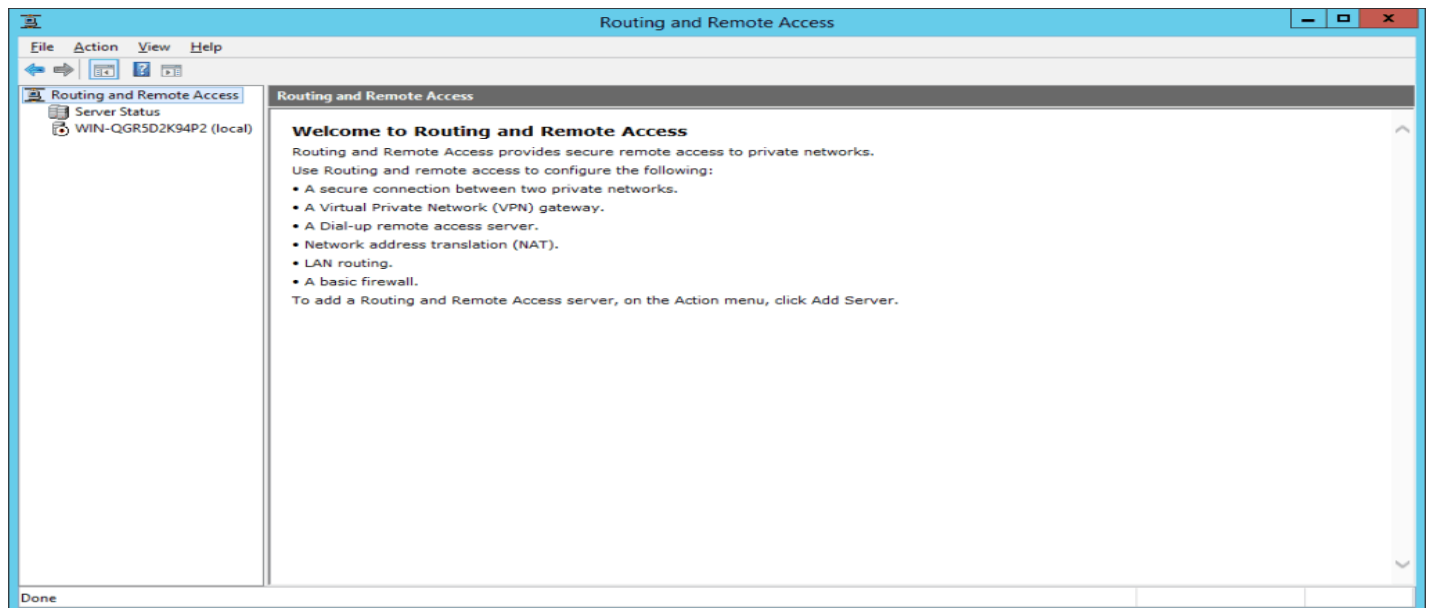 Routing and Remote Access
File Action View Help
Routing and Remote Access
Server Status
WIN-QGR5D2K94P2 (local)
Routing and Remote Access
Welcome to Routing and Remote Access
Routing and Remote Access provides secure remote access to private networks.
Use Routing and remote access to configure the following:
• A secure connection between two private networks.
• A Virtual Private Network (VPN) gateway.
• A Dial-up remote access server.
• Network address translation (NAT).
• LAN routing.
• A basic firewall.
To add a Routing and Remote Access server, on the Action menu, click Add Server.
Done